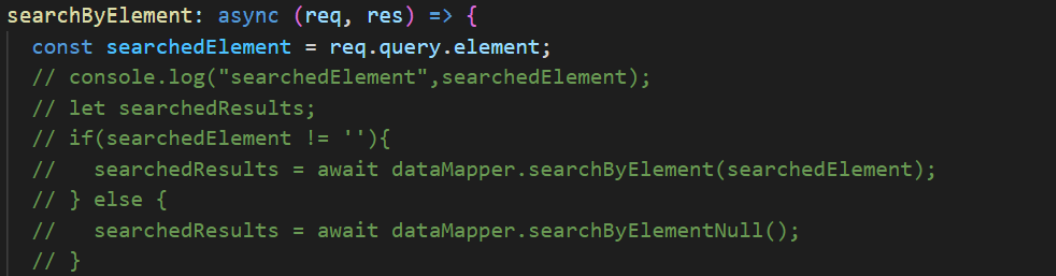 searchByElement: async (req, res) => {
const searchedElement = req.query.element;
// console.log("searchedElement",searchedElement);
// let searchedResults;
// if(searchedElement != ''){
//   searchedResults = await dataMapper.searchByElement(searchedElement);
// } else {
//   searchedResults = await dataMapper.searchByElementNull();
// }